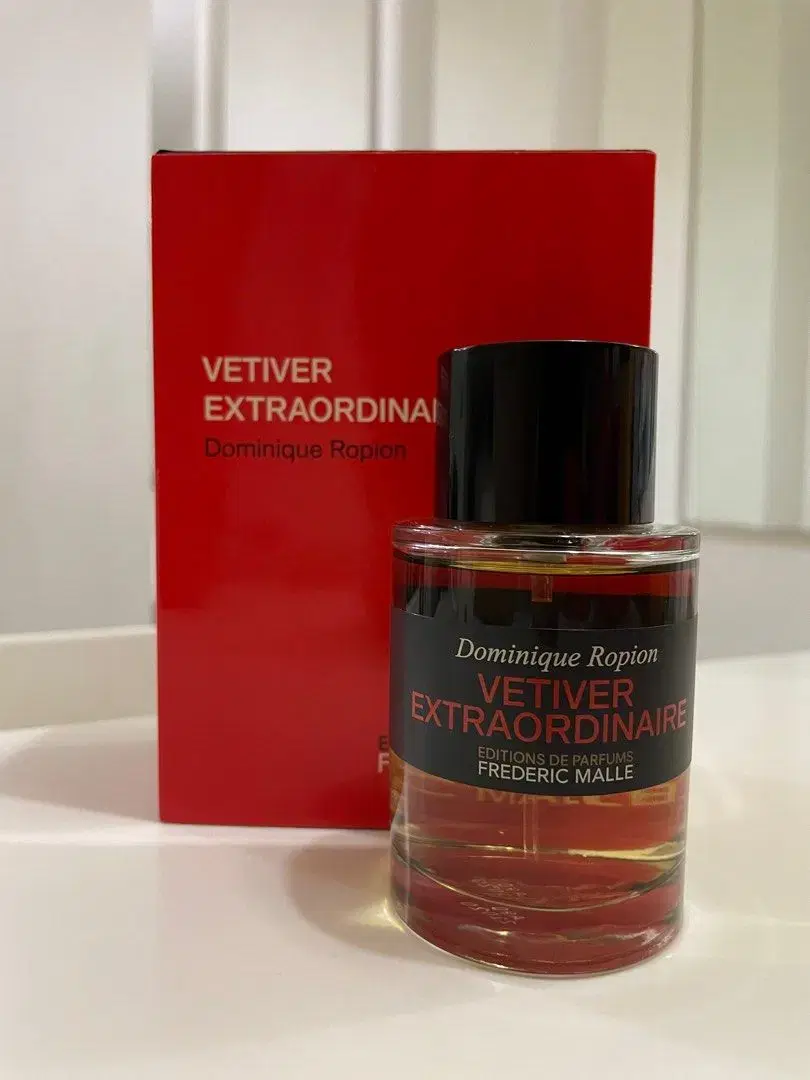 VETIVER
EXTRAORDINAI
Dominique Ropion
Dominique Ropion
VETIVER
EXTRAORDINAIRE
EDITIONS DE PARFUMS
FREDERIC MALLE